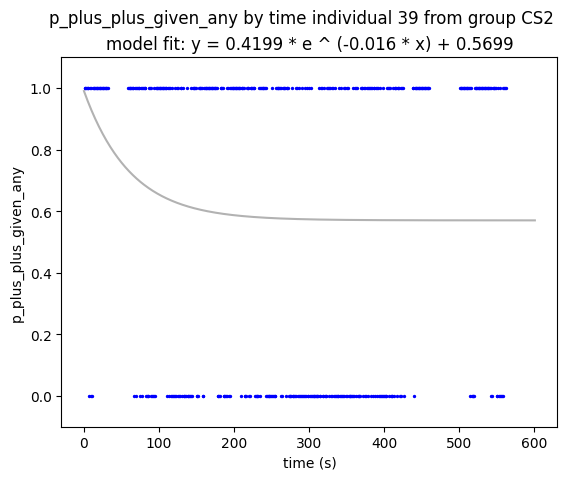 p_plus_plus_given_any by time individual 39 from group CS2
model fit: y = 0.4199 * e ^ (-0.016 * x) + 0.5699
1.0
0.8
0.6
0.4
0.2
0.0
p_plus_plus_given_any
0 100 200 300 400 500 600
time (s)